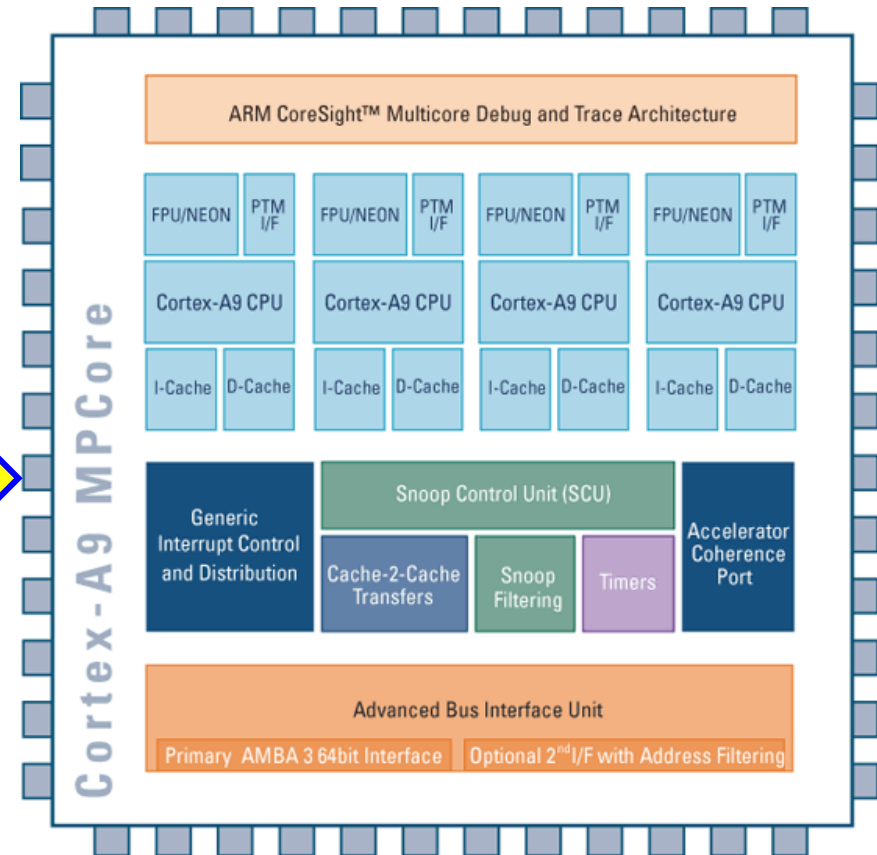 ARM CoreSight™ Multicore Debug and Trace Architecture
FPU/NEON
PTM
I/F
FPU/NEON
PTM
I/F
FPU/NEON
PTM
I/F
FPU/NEON
PTM
I/F
Cortex-A9 CPU
Cortex-A9 CPU
Cortex-A9 CPU
Cortex-A9 CPU
I-Cache
D-Cache
I-Cache
D-Cache
I-Cache
D-Cache
I-Cache
D-Cache
Cortex-A9 MPCore
Generic
Interrupt Control
and Distribution
Snoop Control Unit (SCU)
Cache-2-Cache
Transfers
Snoop
Filtering
Timers
Accelerator
Coherence
Port
Advanced Bus Interface Unit
Primary AMBA 3 64bit Interface
Optional 2nd I/F with Address Filtering